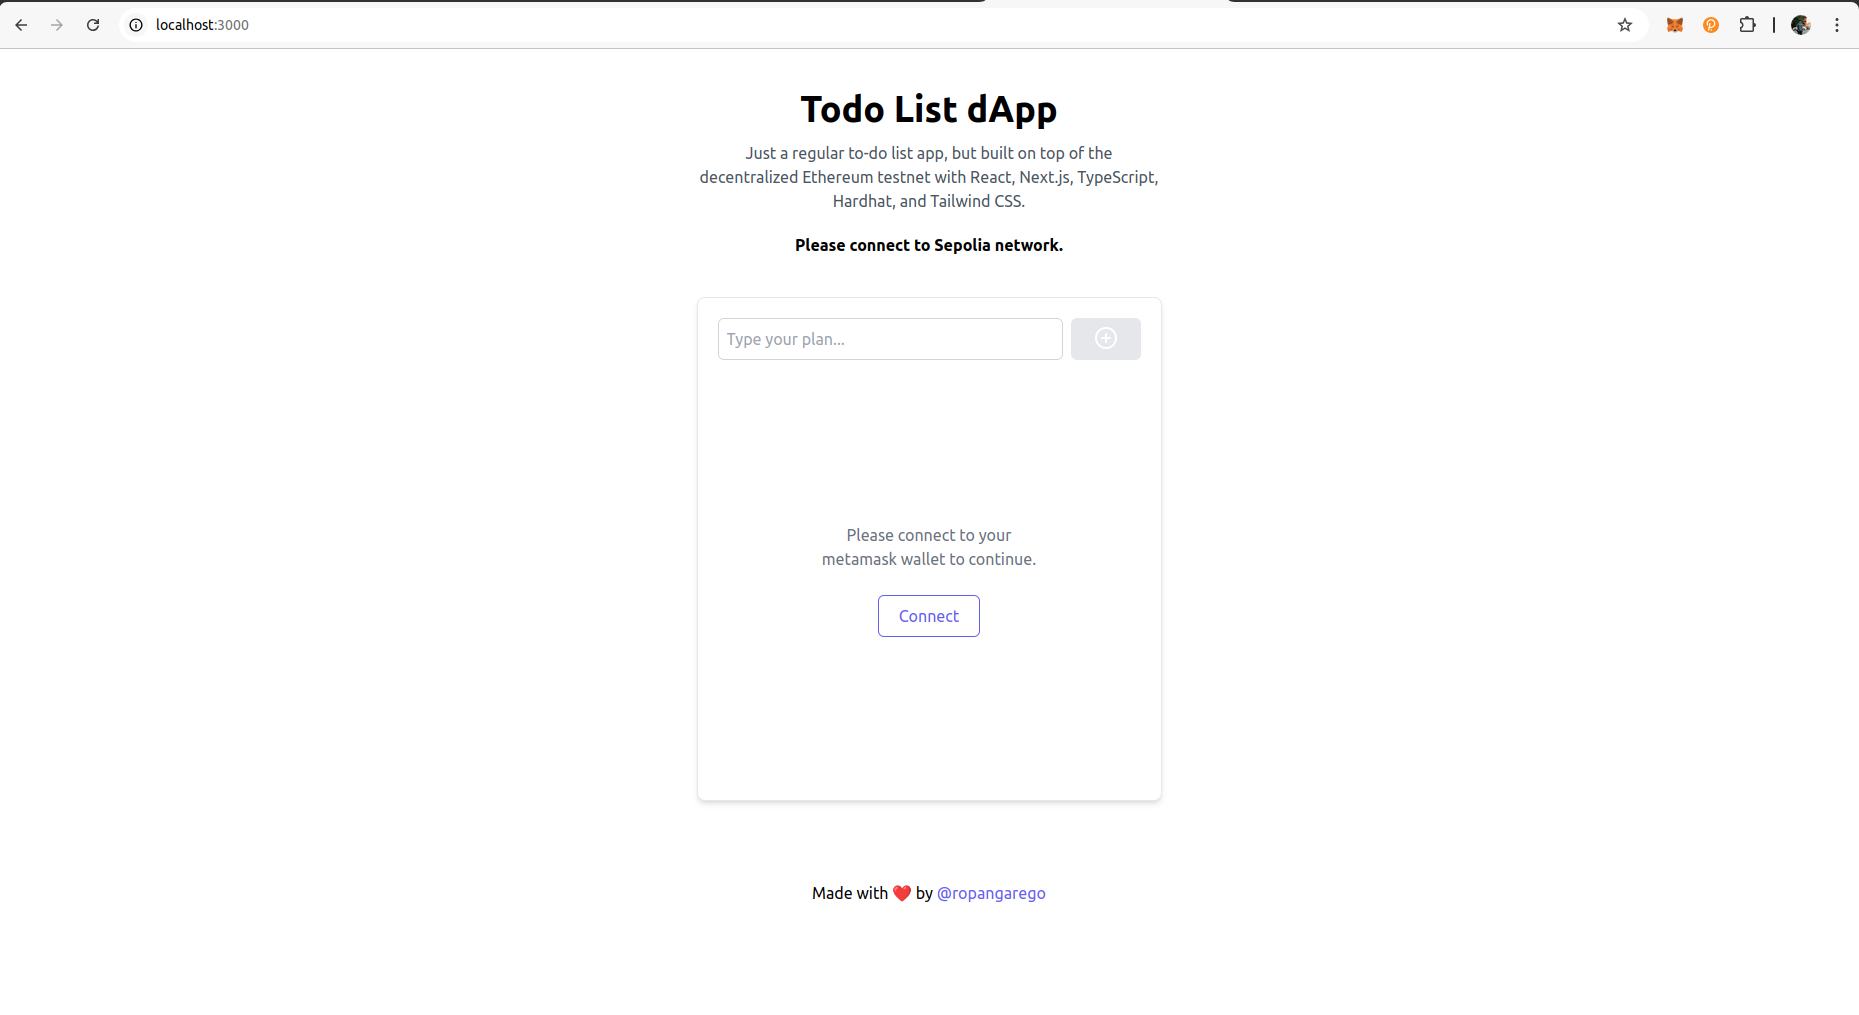 localhost:3000
Todo List dApp
Just a regular to-do list app, but built on top of the
decentralized Ethereum testnet with React, Next.js, TypeScript,
Hardhat, and Tailwind CSS.
Please connect to Sepolia network.
Type your plan...
Please connect to your
metamask wallet to continue.
Connect
Made with ❤️ by @ropangarego